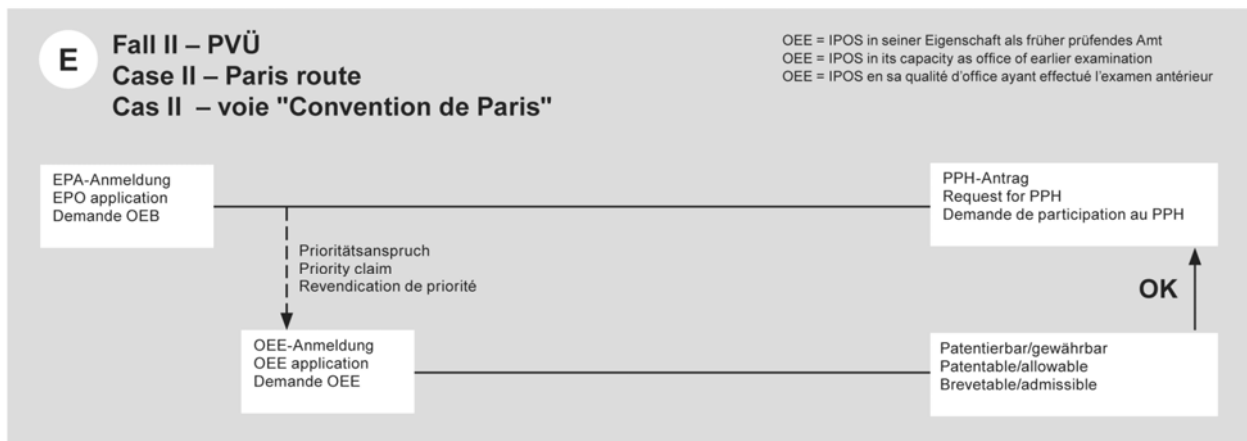 E
Fall II – PVÜ
Case II – Paris route
Cas II – voie "Convention de Paris"
OEE = IPOS in seiner Eigenschaft als früher prüfendes Amt
OEE = IPOS in its capacity as office of earlier examination
OEE = IPOS en sa qualité d'office ayant effectué l'examen antérieur
EPA-Anmeldung
EPO application
Demande OEB
PPH-Antrag
Request for PPH
Demande de participation au PPH
Prioritätsanspruch
Priority claim
Revendication de priorité
OK
OEE-Anmeldung
OEE application
Demande OEE
Patentierbar/gewährbar
Patentable/allowable
Brevetable/admissible